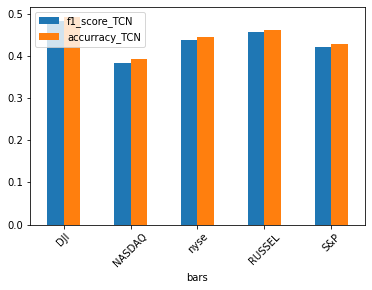 f1_score_TCN
accurracy_TCN
0.5
0.4
0.3
0.2
0.1
0.0
DJI
NASDAQ
nyse
RUSSEL
S&P
bars